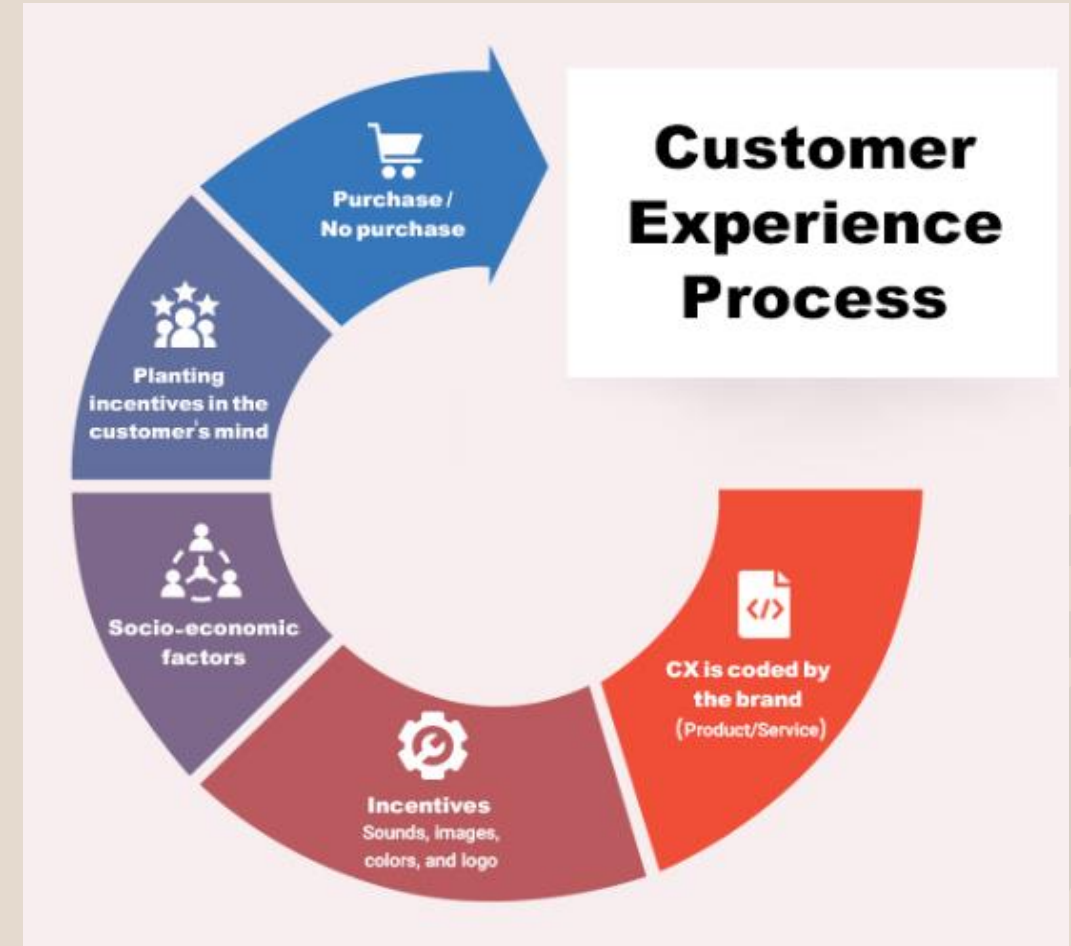 Customer
Experience
Process
CX is coded by
the brand
(Product/Service)
</>
Incentives
Sounds, images,
colors, and logo
Socio-economic
factors
Planting
incentives in the
customer's mind
Purchase /
No purchase